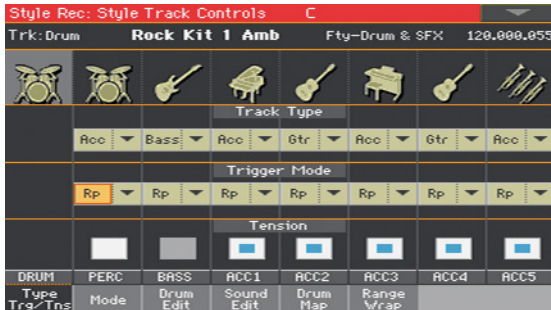 Style Rec: Style Track Controls C
Trk:Drum Rock Kit 1 Amb Fty-Drum & SFX 120.000.055
Track Type
Acc Bass Acc Gtr Acc Gtr Acc
Trigger Mode
Rp Rp Rp Rp Rp Rp Rp
Tension
DRUM PERC BASS ACC1 ACC2 ACC3 ACC4 ACC5
Type Trg/Tns Mode Drum Edit Sound Edit Drum Map Range Wrap